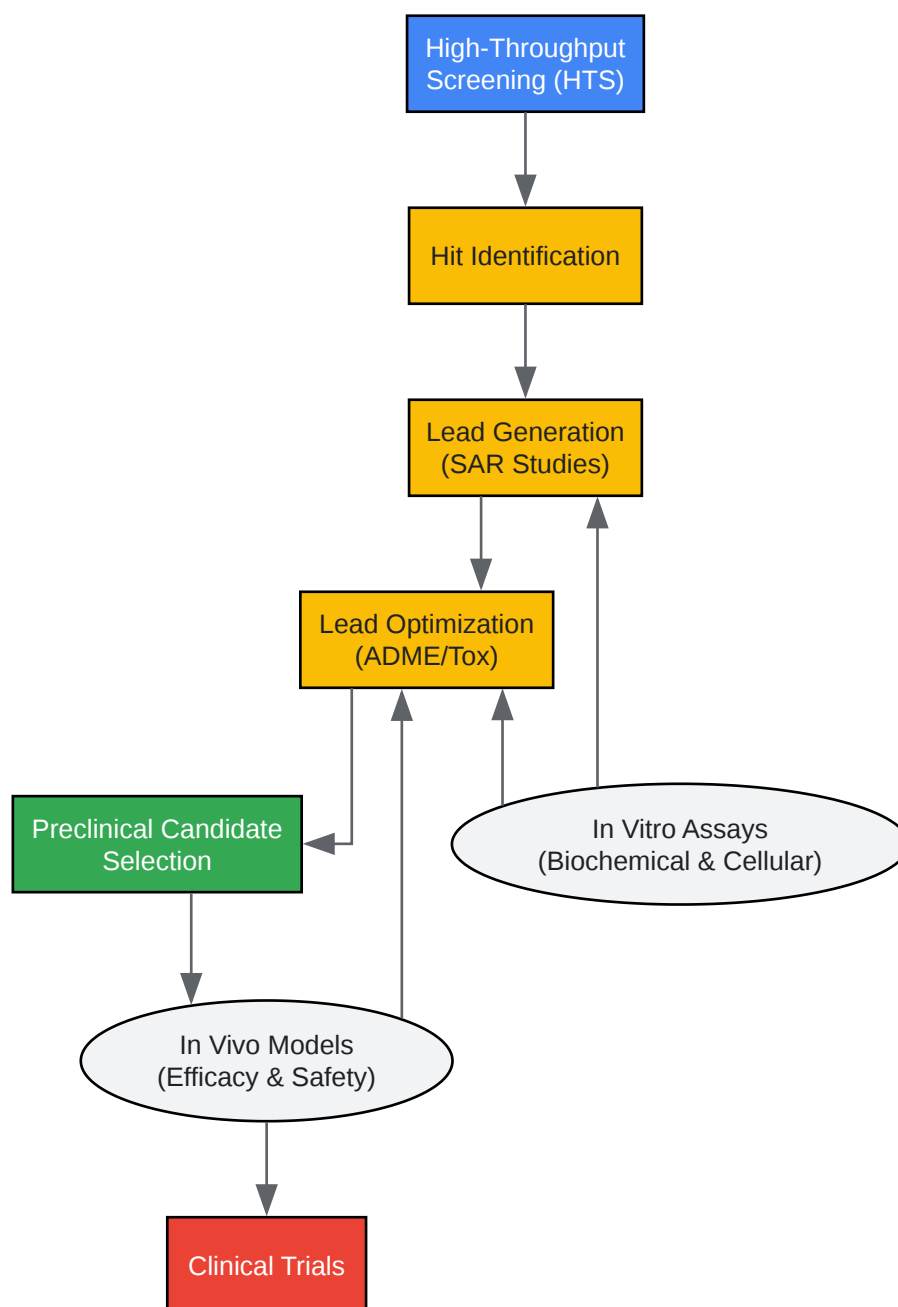 High-Throughput
Screening (HTS)
Hit Identification
Lead Generation
(SAR Studies)
Lead Optimization
(ADME/Tox)
Preclinical Candidate
Selection
In Vitro Assays
(Biochemical & Cellular)
In Vivo Models
(Efficacy & Safety)
Clinical Trials